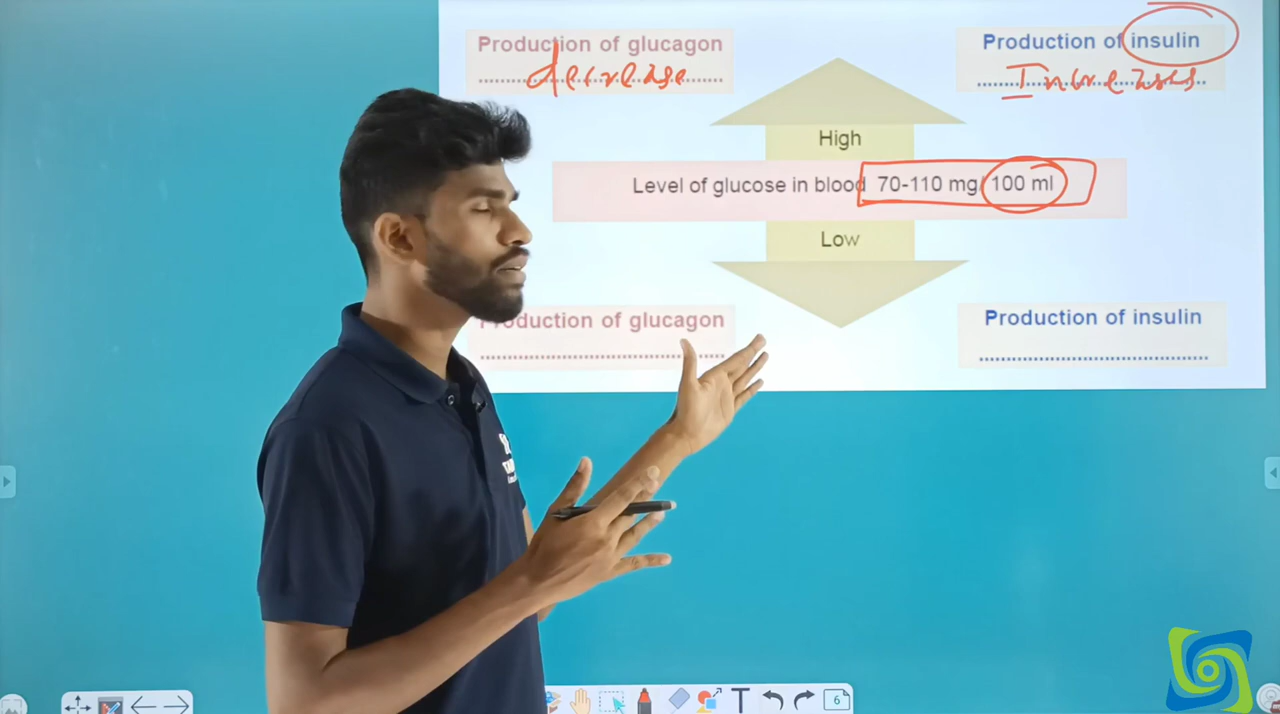 Production of glucagon
decrease
Production of insulin
Increases
High
Level of glucose in blood 70-110 mg/ 100 ml
Low
Production of glucagon
Production of insulin
T
6